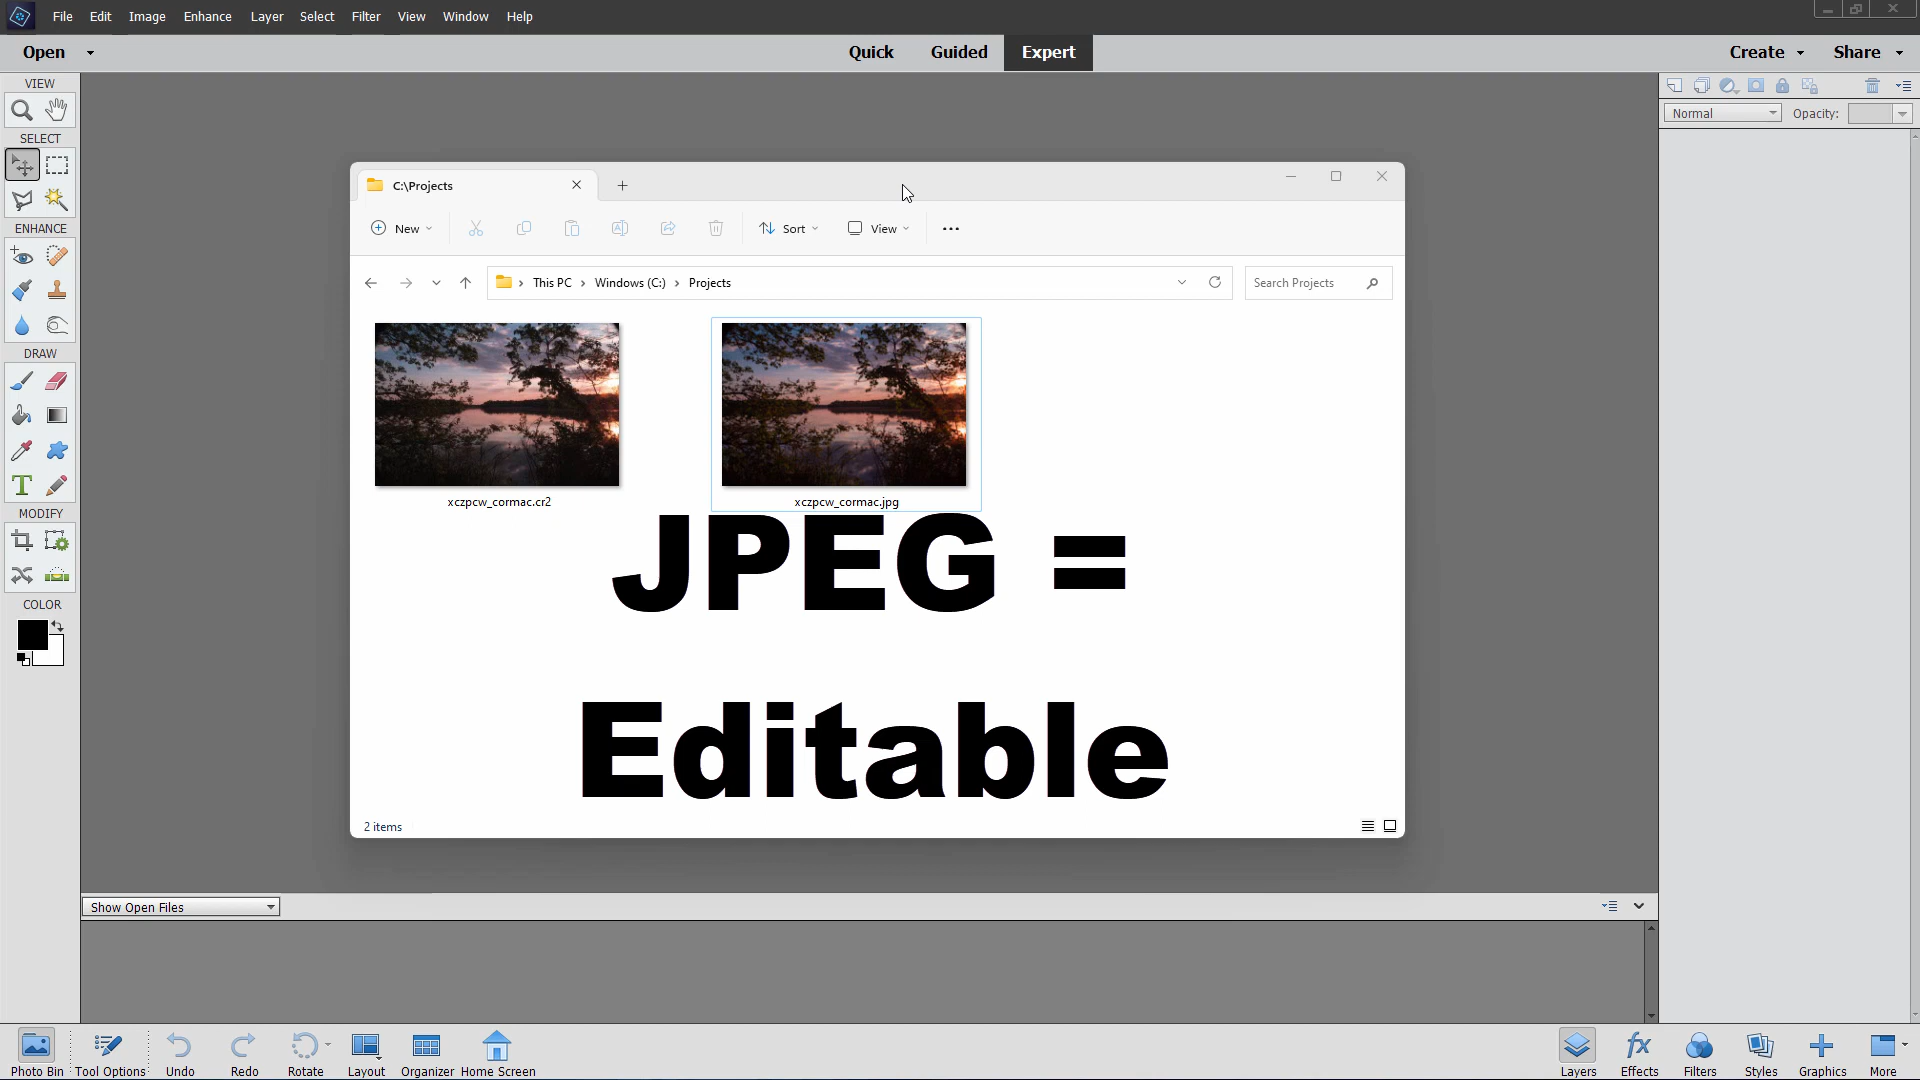 File Edit Image Enhance Layer Select Filter View Window Help
Open Quick Guided Expert Create Share
VIEW
SELECT
ENHANCE
DRAW
T
MODIFY
COLOR
Normal Opacity:
C:\Projects
New Sort View
This PC Windows (C:) Projects Search Projects
xczpcw_cormac.cr2 xczpcw_cormac.jpg
JPEG =
Editable
2 items
Show Open Files
Photo Bin Tool Options Undo Redo Rotate Layout Organizer Home Screen fx Layers Effects Filters Styles Graphics More